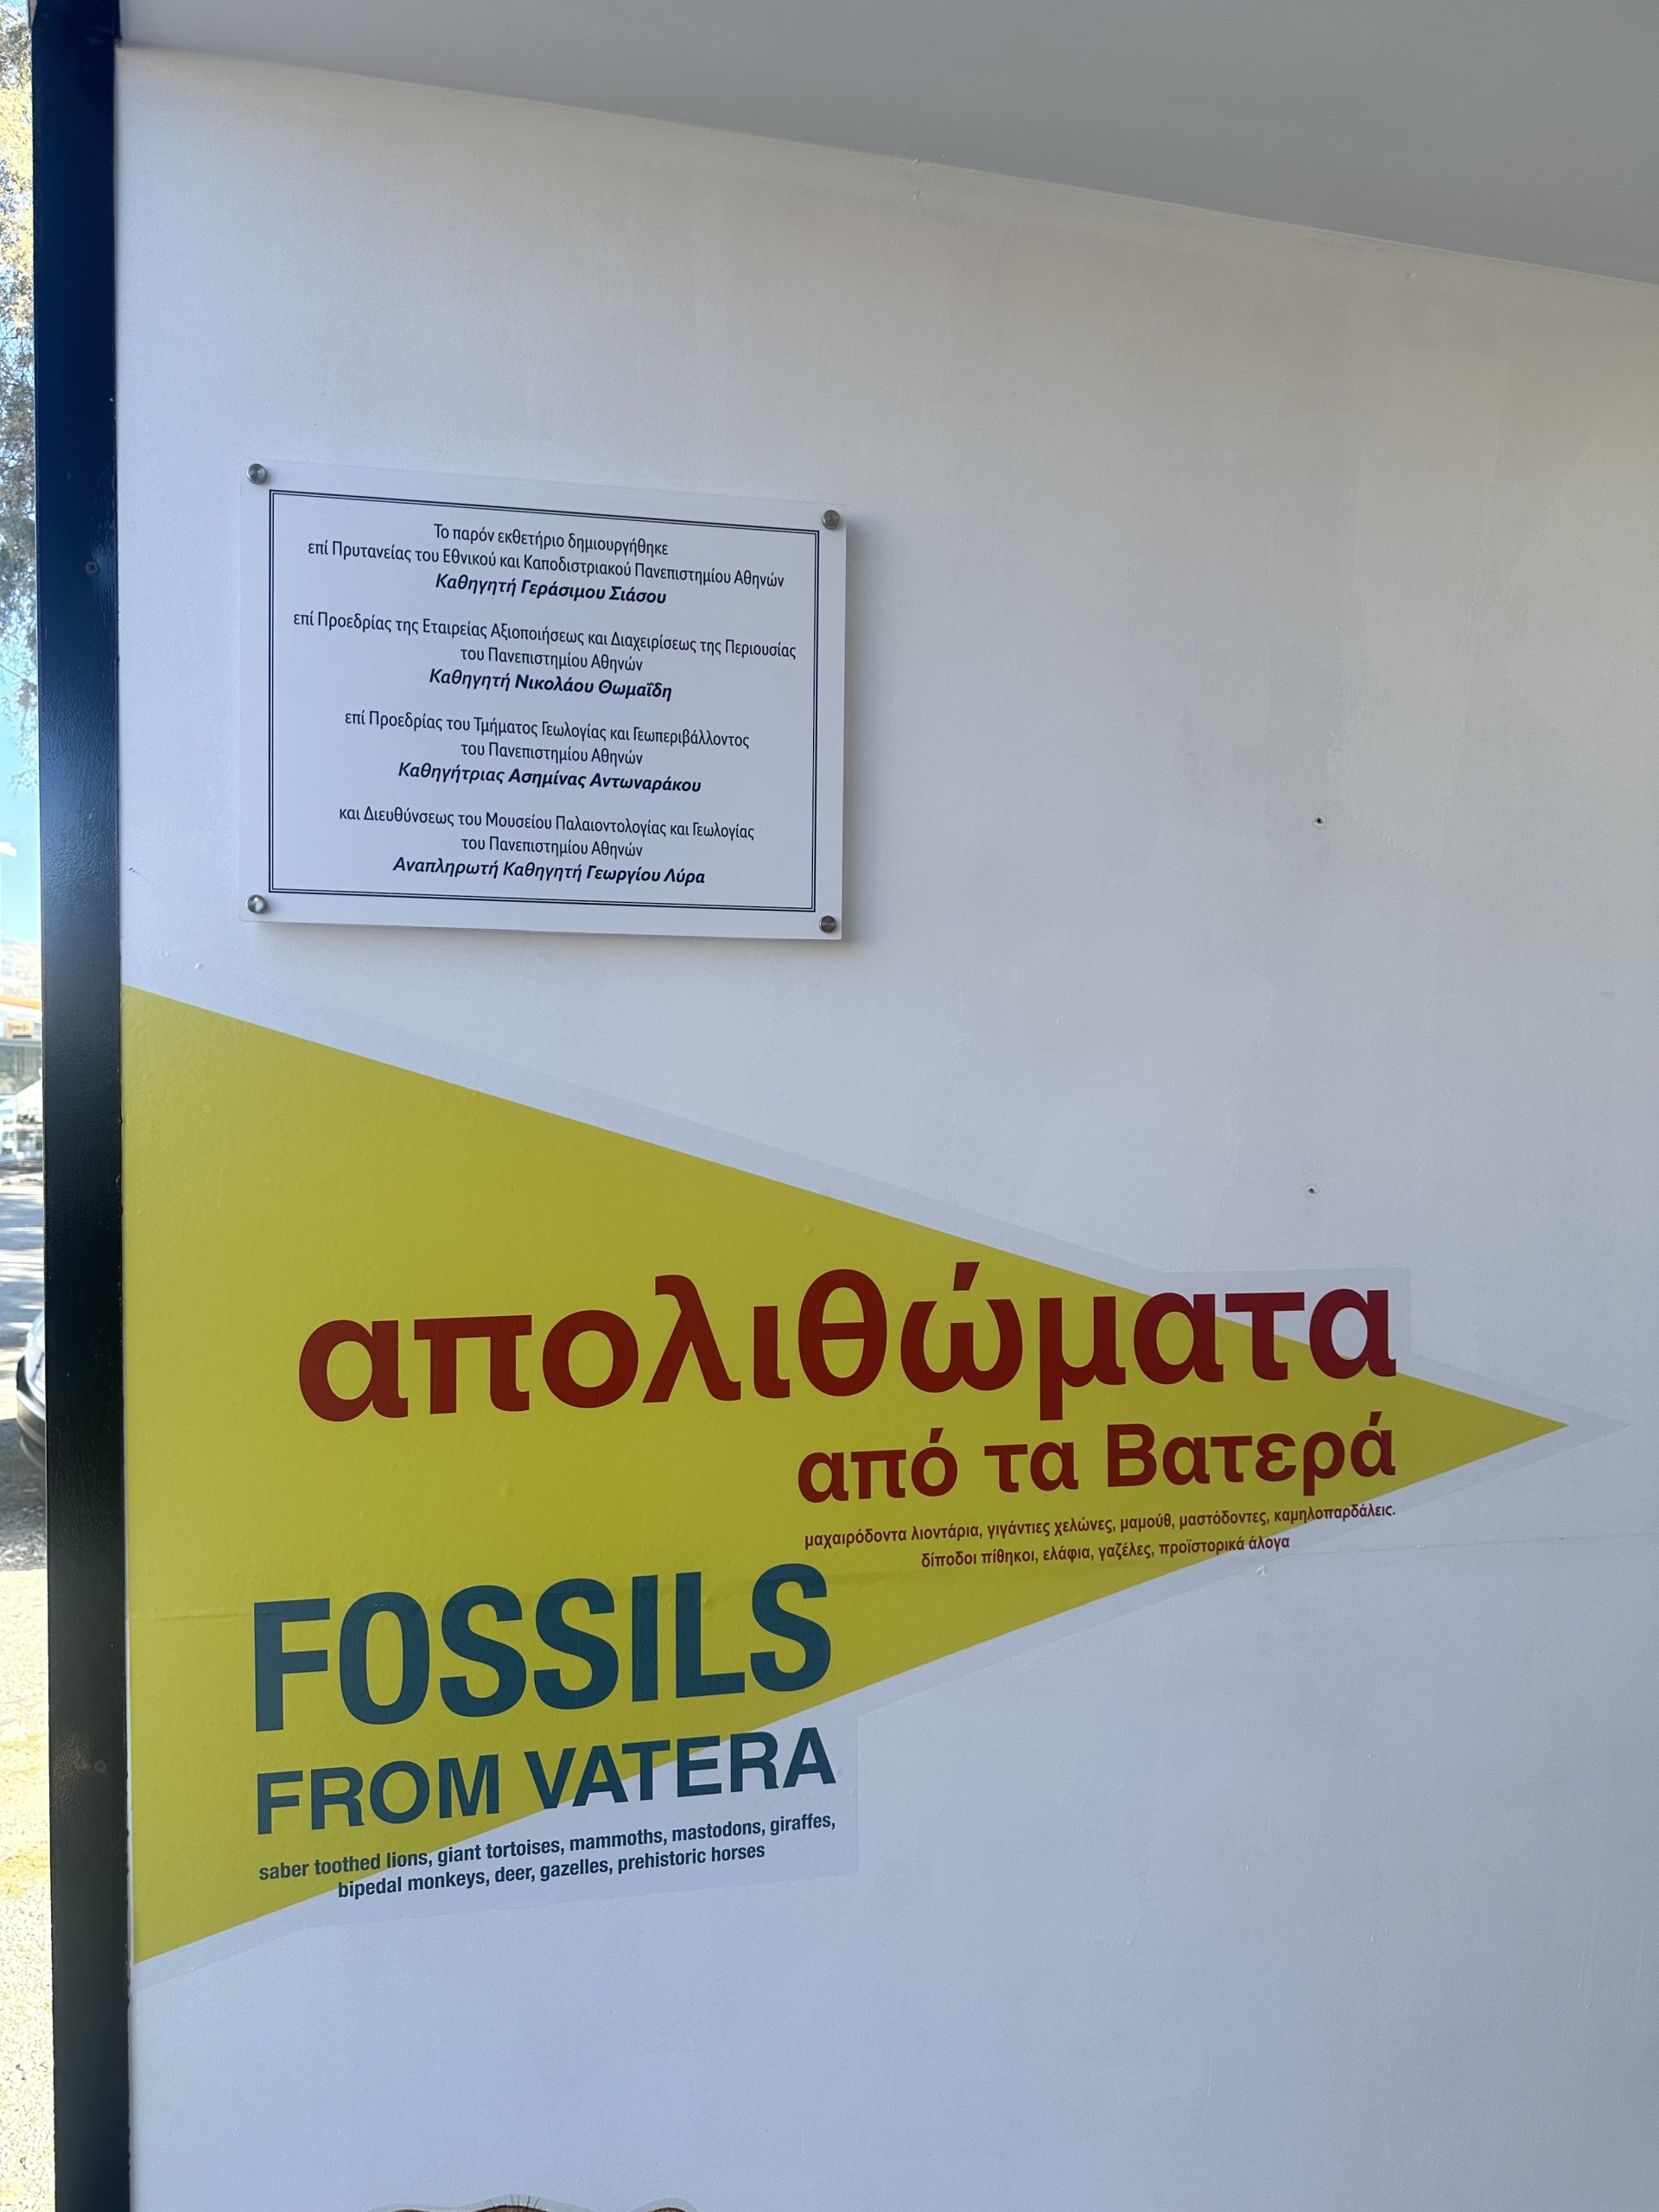 Το παρόν εκθετήριο δημιουργήθηκε
επί Πρυτανείας του Εθνικού και Καποδιστριακού Πανεπιστημίου Αθηνών
Καθηγητή Γεράσιμου Σιάσου
επί Προεδρίας της Εταιρείας Αξιοποιήσεως και Διαχειρίσεως της Περιουσίας
του Πανεπιστημίου Αθηνών
Καθηγητή Νικολάου Θωμαΐδη
επί Προεδρίας του Τμήματος Γεωλογίας και Γεωπεριβάλλοντος
του Πανεπιστημίου Αθηνών
Καθηγήτριας Ασημίνας Αντωναράκου
και Διευθύνσεως του Μουσείου Παλαιοντολογίας και Γεωλογίας
του Πανεπιστημίου Αθηνών
Αναπληρωτή Καθηγητή Γεωργίου Λύρα
απολιθώματα
από τα Βατερά
μαχαιρόδοντα λιοντάρια, γιγάντιες χελώνες, μαμούθ, μαστόδοντες, καμηλοπαρδάλεις.
δίποδοι πίθηκοι, ελάφια, γαζέλες, προϊστορικά άλογα
FOSSILS
FROM VATERA
saber toothed lions, giant tortoises, mammoths, mastodons, giraffes,
bipedal monkeys, deer, gazelles, prehistoric horses